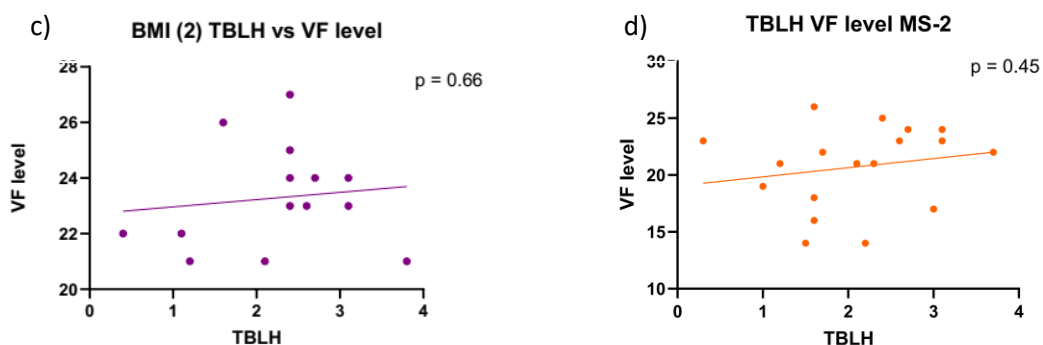 c)
BMI (2) TBLH vs VF level
p = 0.66
VF level
28
26
24
22
20
0 1 2 3 4
TBLH
d)
TBLH VF level MS-2
p = 0.45
VF level
30
25
20
15
10
0 1 2 3 4
TBLH